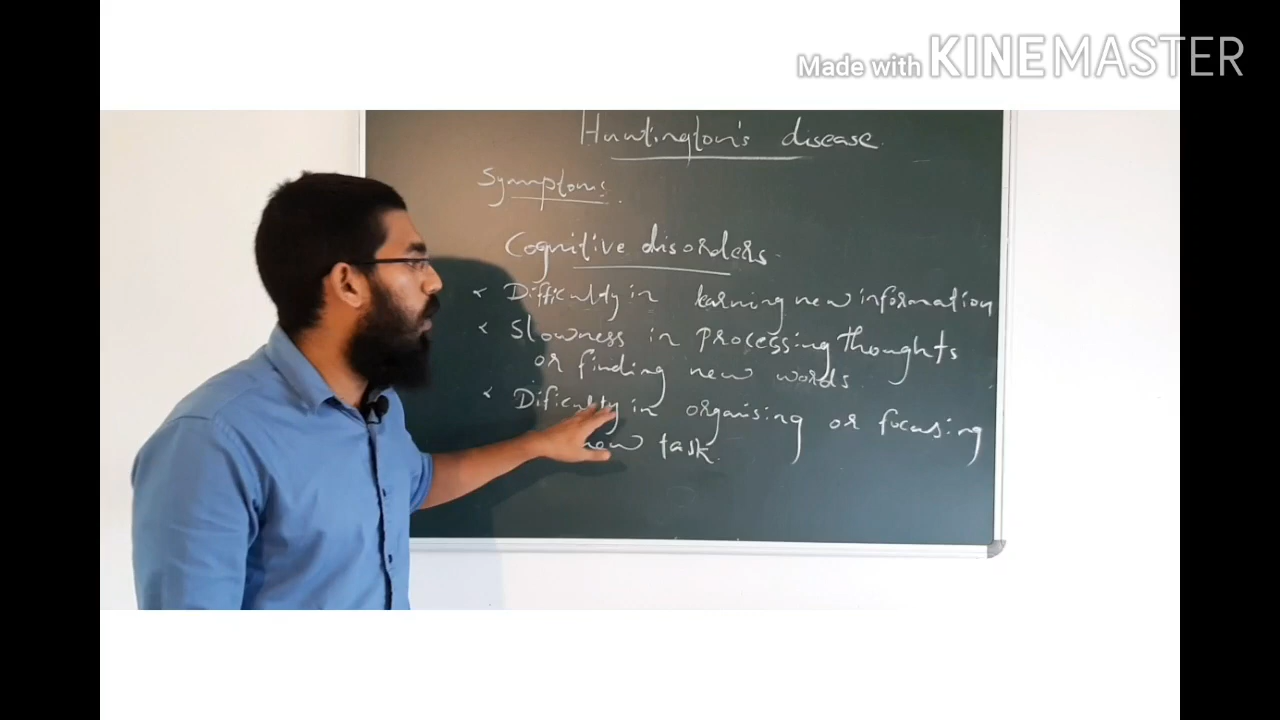 Made with KINEMASTER
Huntington's disease
Symptoms
Cognitive disorders
Difficulty in learning new information
Slowness in processing thoughts
or finding new words
Dificulty in organising or focusing
new task